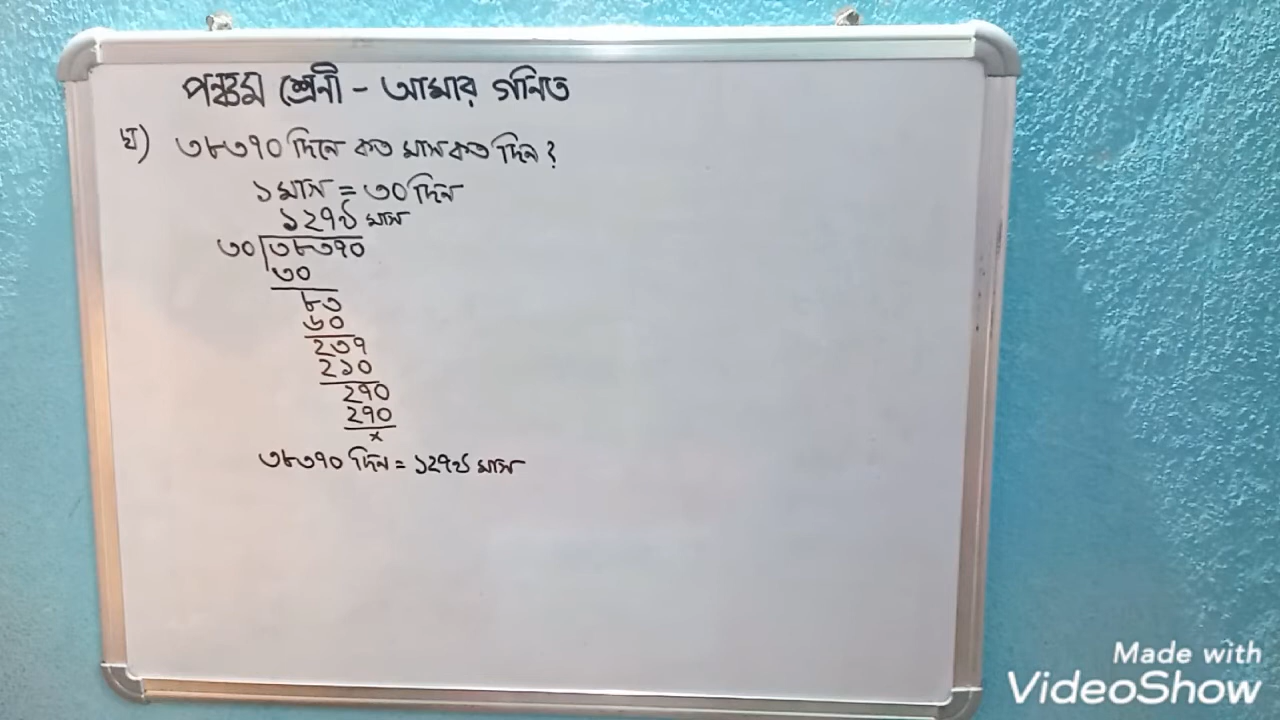 পঞ্চম শ্রেনী - আমার গনিত
ঘ) ৩৮৩৭০ দিনে কত মাস কত দিন ?
১ মাস = ৩০ দিন
১২৭৯ মাস
৩০ ৩৮৩৭০
৩০
৮৩
৬০
২৩৭
২১০
২৭০
২৭০
x
৩৮৩৭০ দিন = ১২৭৯ মাস
Made with
VideoShow